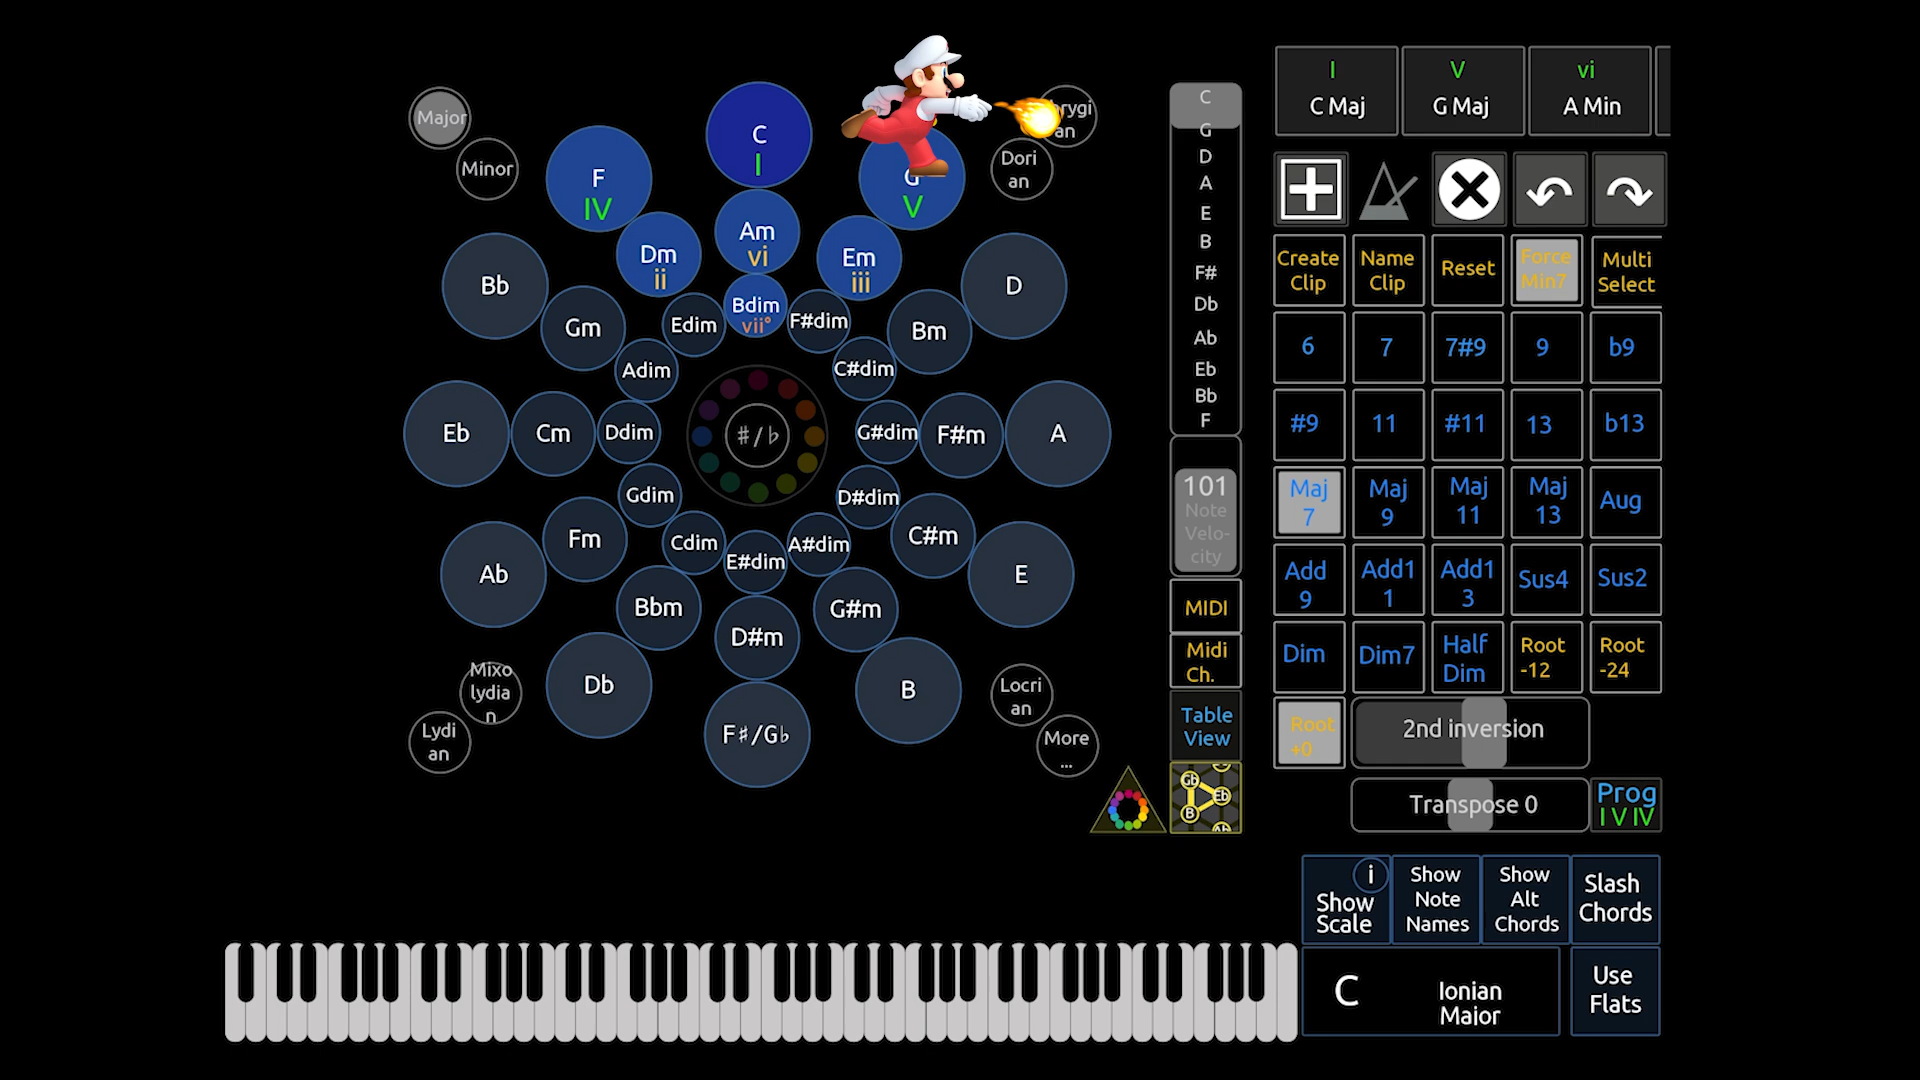 Major
Minor
C
I
F
IV
G
V
rygi
an
Dori
an
Dm
ii
Am
vi
Em
iii
Bb
Gm
Edim
Bdim
vii°
F#dim
Bm
D
Adim
C#dim
Eb
Cm
Ddim
#/b
G#dim
F#m
A
Gdim
D#dim
Ab
Fm
Cdim
E#dim
A#dim
C#m
E
Bbm
D#m
G#m
Db
F♯/G♭
B
Mixo
lydia
n
Lydi
an
Locri
an
More
...
C
G
D
A
E
B
F#
Db
Ab
Eb
Bb
F
101
Note
Velo-
city
MIDI
Midi
Ch.
Table
View
Gb
Eb
B
Ab
I
C Maj
V
G Maj
vi
A Min
Create
Clip
Name
Clip
Reset
Force
Min7
Multi
Select
6
7
7#9
9
b9
#9
11
#11
13
b13
Maj
7
Maj
9
Maj
11
Maj
13
Aug
Add
9
Add1
1
Add1
3
Sus4
Sus2
Dim
Dim7
Half
Dim
Root
-12
Root
-24
Root
+0
2nd inversion
Transpose 0
Prog
I V IV
i
Show
Scale
Show
Note
Names
Show
Alt
Chords
Slash
Chords
C
Ionian
Major
Use
Flats